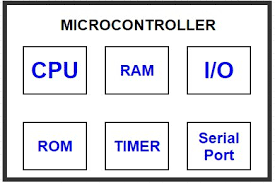 MICROCONTROLLER
CPU
RAM
I/O
ROM
TIMER
Serial
Port